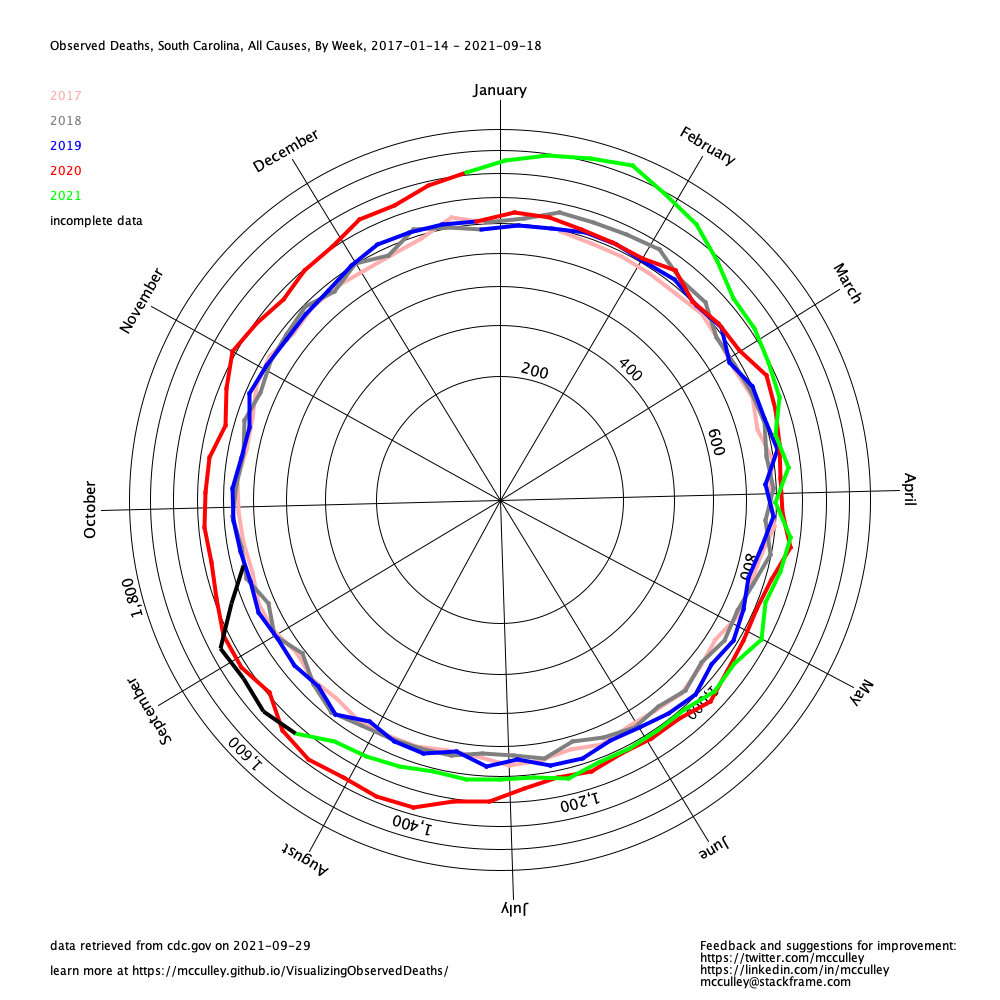 Observed Deaths, South Carolina, All Causes, By Week, 2017-01-14 - 2021-09-18
2017
2018
2019
2020
2021
incomplete data
January
February
March
April
May
June
July
August
September
October
November
December
200
400
600
800
1,000
1,200
1,400
1,600
1,800
data retrieved from cdc.gov on 2021-09-29
learn more at https://mcculley.github.io/VisualizingObservedDeaths/
Feedback and suggestions for improvement:
https://twitter.com/mcculley
https://linkedin.com/in/mcculley
mcculley@stackframe.com